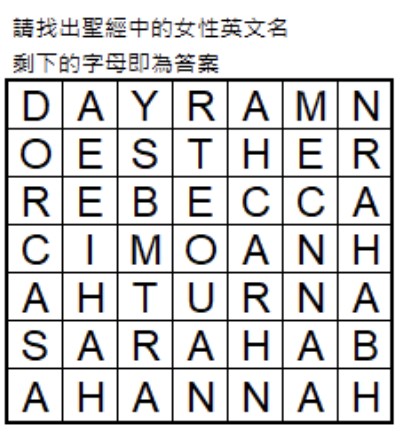 請找出聖經中的女性英文名
剩下的字母即為答案
D A Y R A M N
O E S T H E R
R E B E C C A
C I M O A N H
A H T U R N A
S A R A H A B
A H A N N A H